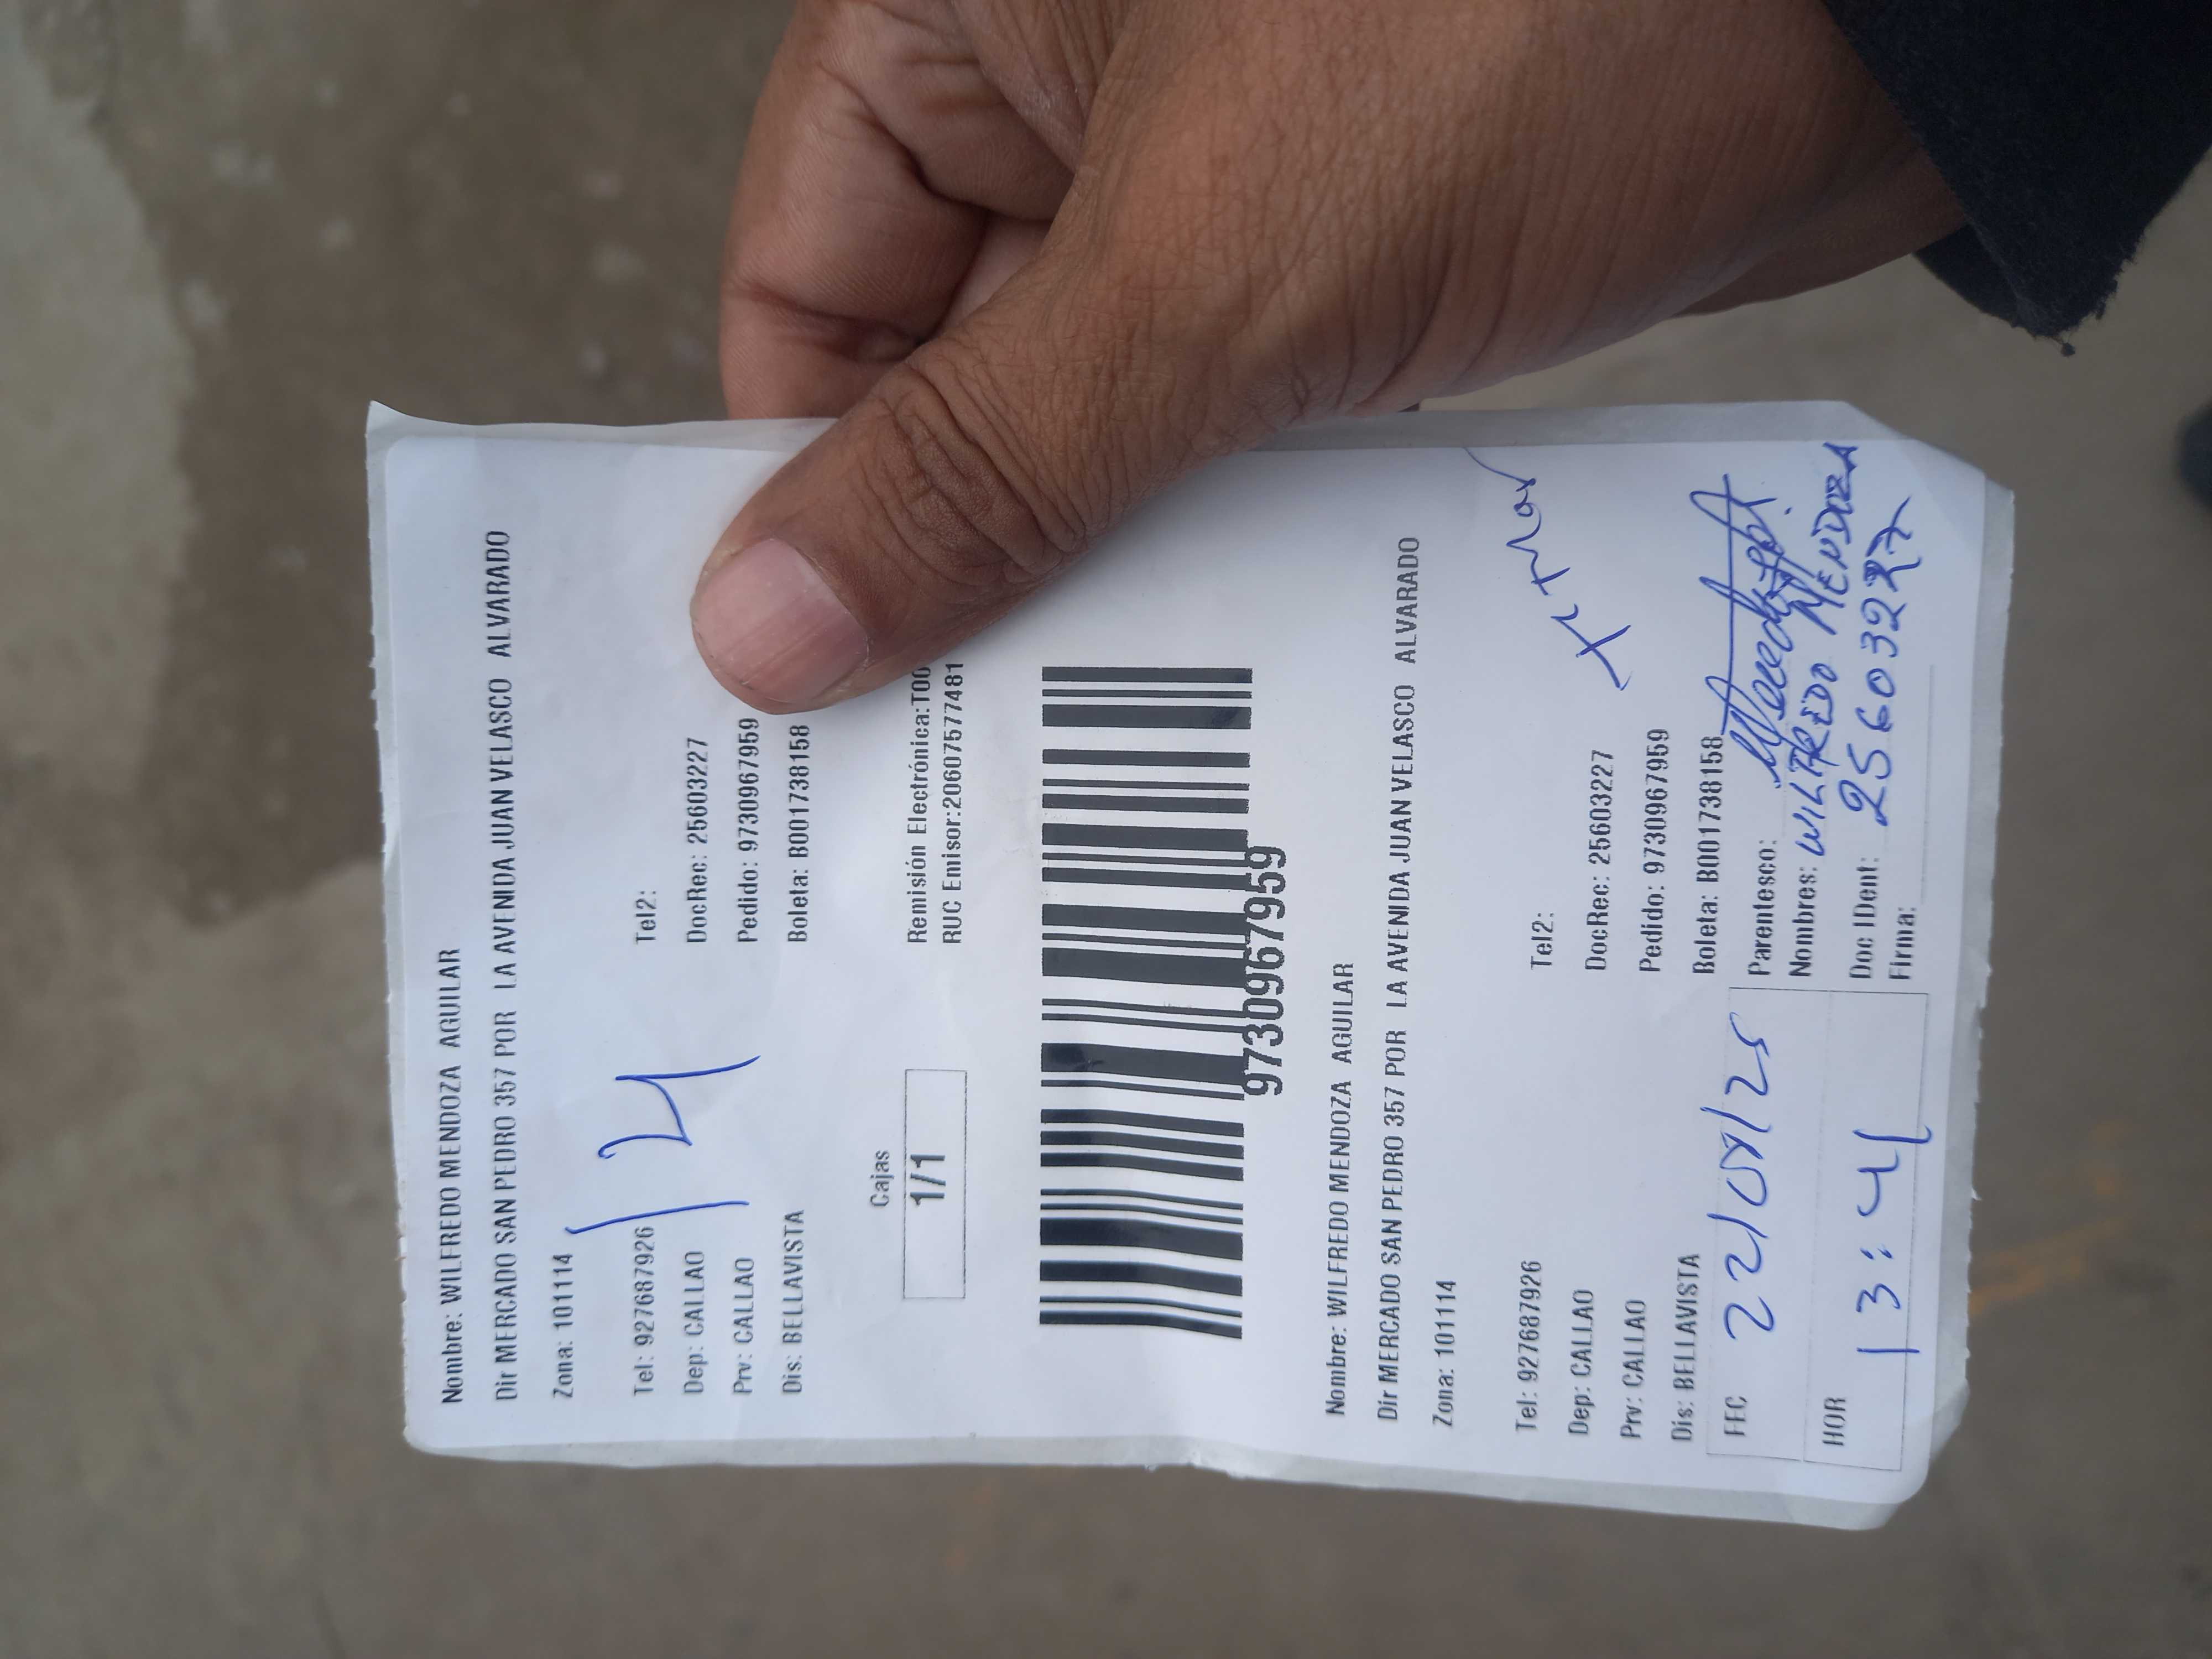 Nombre: WILFREDO MENDOZA AGUILAR
Dir MERCADO SAN PEDRO 357 POR LA AVENIDA JUAN VELASCO ALVARADO
Zona: 101114
14
Tel: 927687926 Tel2:
Dep: CALLAO DocRec: 25603227
Prv: CALLAO Pedido: 9730967959
Dis: BELLAVISTA Boleta: B001738158
Cajas
1/1
Remisión Electrónica:T00
RUC Emisor:20607577481
9730967959
Nombre: WILFREDO MENDOZA AGUILAR
Dir MERCADO SAN PEDRO 357 POR LA AVENIDA JUAN VELASCO ALVARADO
Zona: 101114
Tel: 927687926 Tel2:
Dep: CALLAO DocRec: 25603227
Prv: CALLAO Pedido: 9730967959
Dis: BELLAVISTA Boleta: B001738158
FEC 22/08/25 Parentesco:
Nombres: WILFREDO MENDOZA
HOR 13:4 Doc IDent: 25603227
Firma: